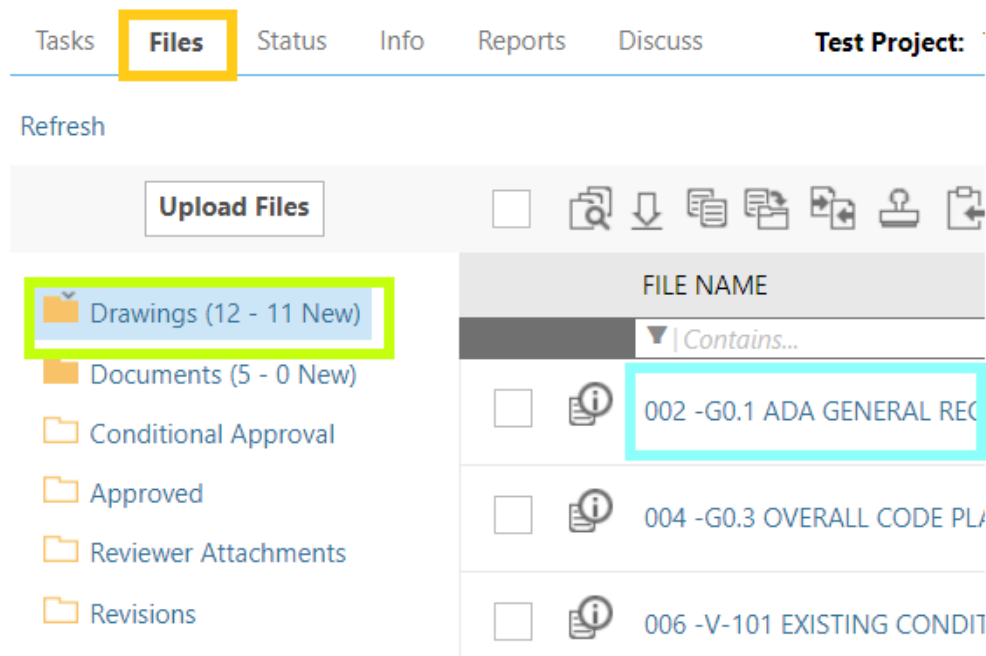 Tasks Files Status Info Reports Discuss Test Project:
Refresh
Upload Files
Drawings (12 - 11 New)
Documents (5 - 0 New)
Conditional Approval
Approved
Reviewer Attachments
Revisions
FILE NAME
Contains...
002 -G0.1 ADA GENERAL REC
004 -G0.3 OVERALL CODE PLA
006 -V-101 EXISTING CONDIT